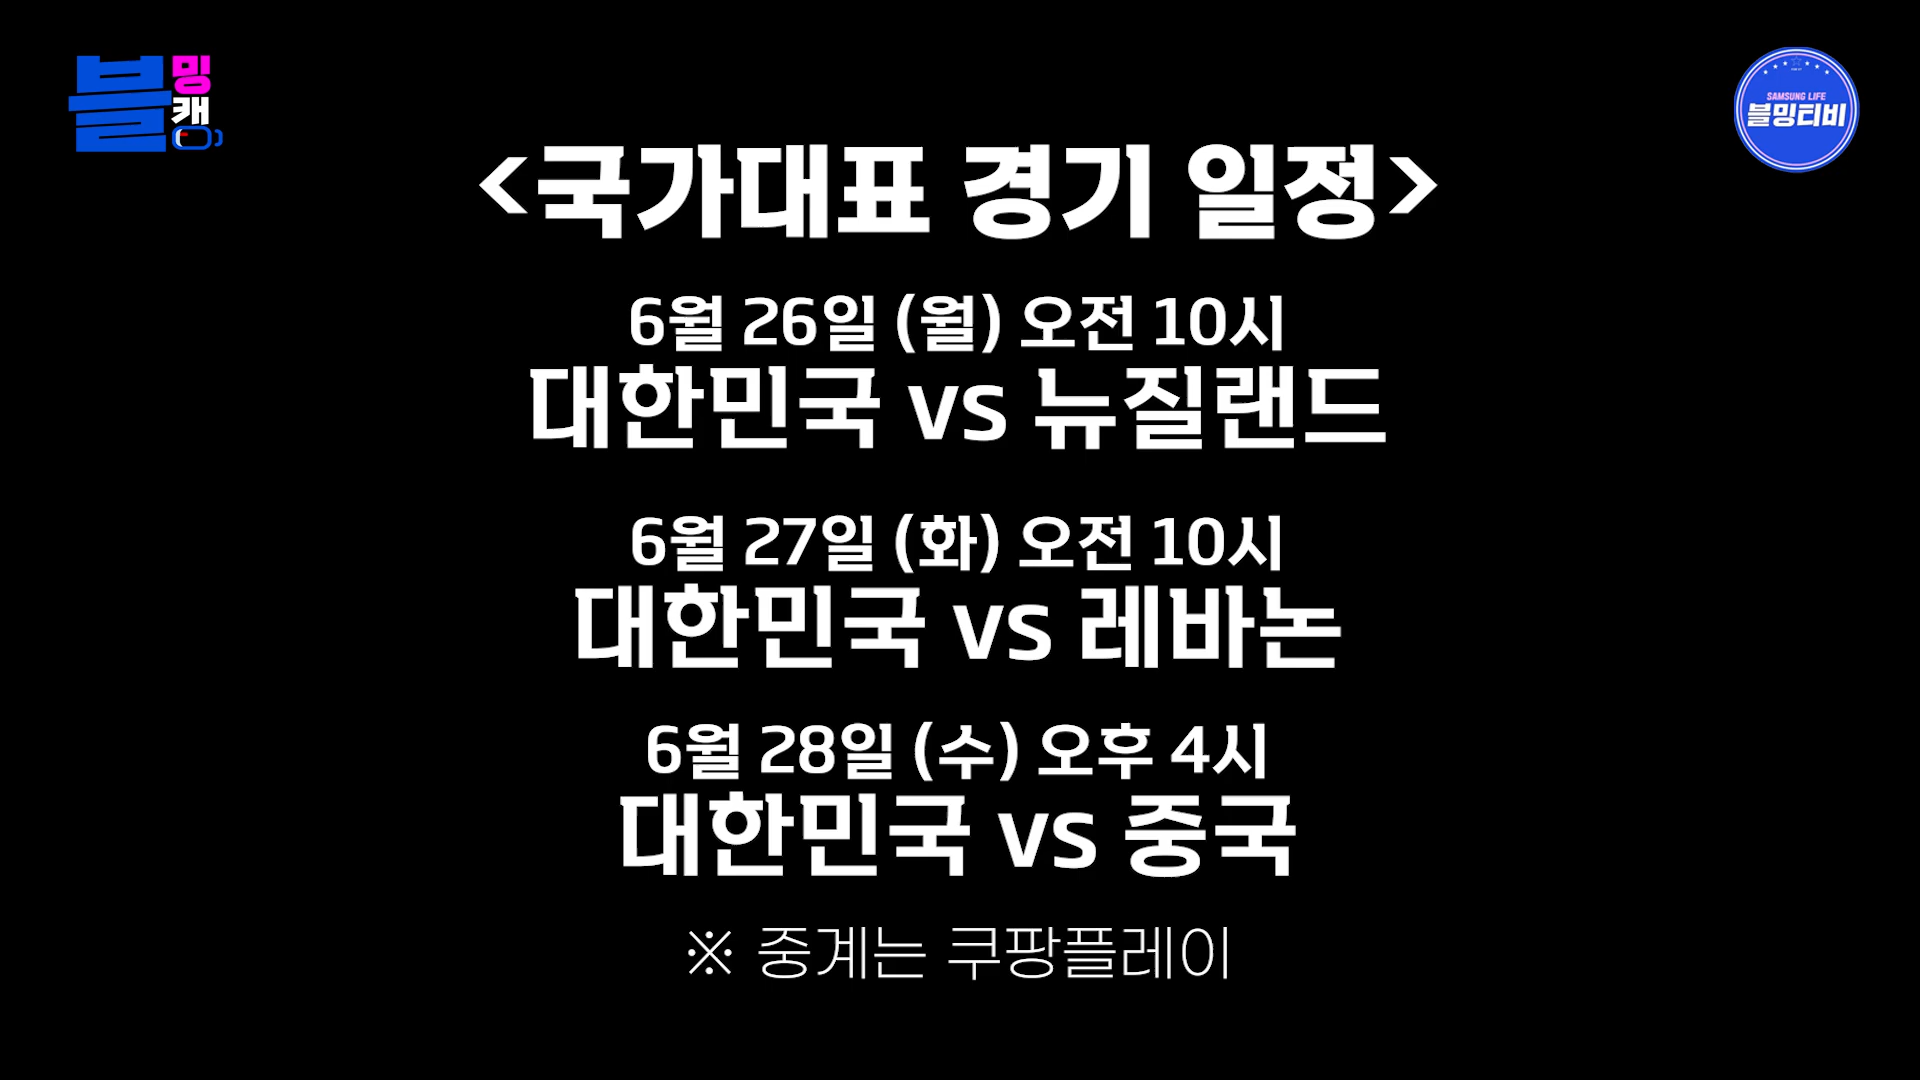 블밍캠
SAMSUNG LIFE
블밍티비
<국가대표 경기 일정>
6월 26일 (월) 오전 10시
대한민국 vs 뉴질랜드
6월 27일 (화) 오전 10시
대한민국 vs 레바논
6월 28일 (수) 오후 4시
대한민국 vs 중국
※ 중계는 쿠팡플레이